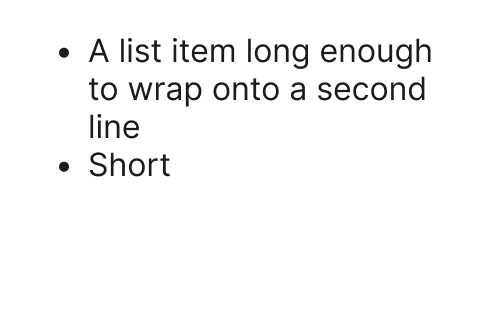 • A list item long enough
to wrap onto a second
line
• Short